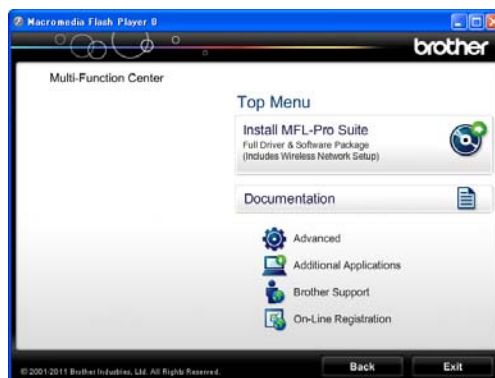 Macromedia Flash Player 8
brother
Multi-Function Center
Top Menu
Install MFL-Pro Suite
Full Driver & Software Package
(Includes Wireless Network Setup)
Documentation
Advanced
Additional Applications
Brother Support
On-Line Registration
© 2001-2011 Brother Industries, Ltd. All Rights Reserved.
Back
Exit